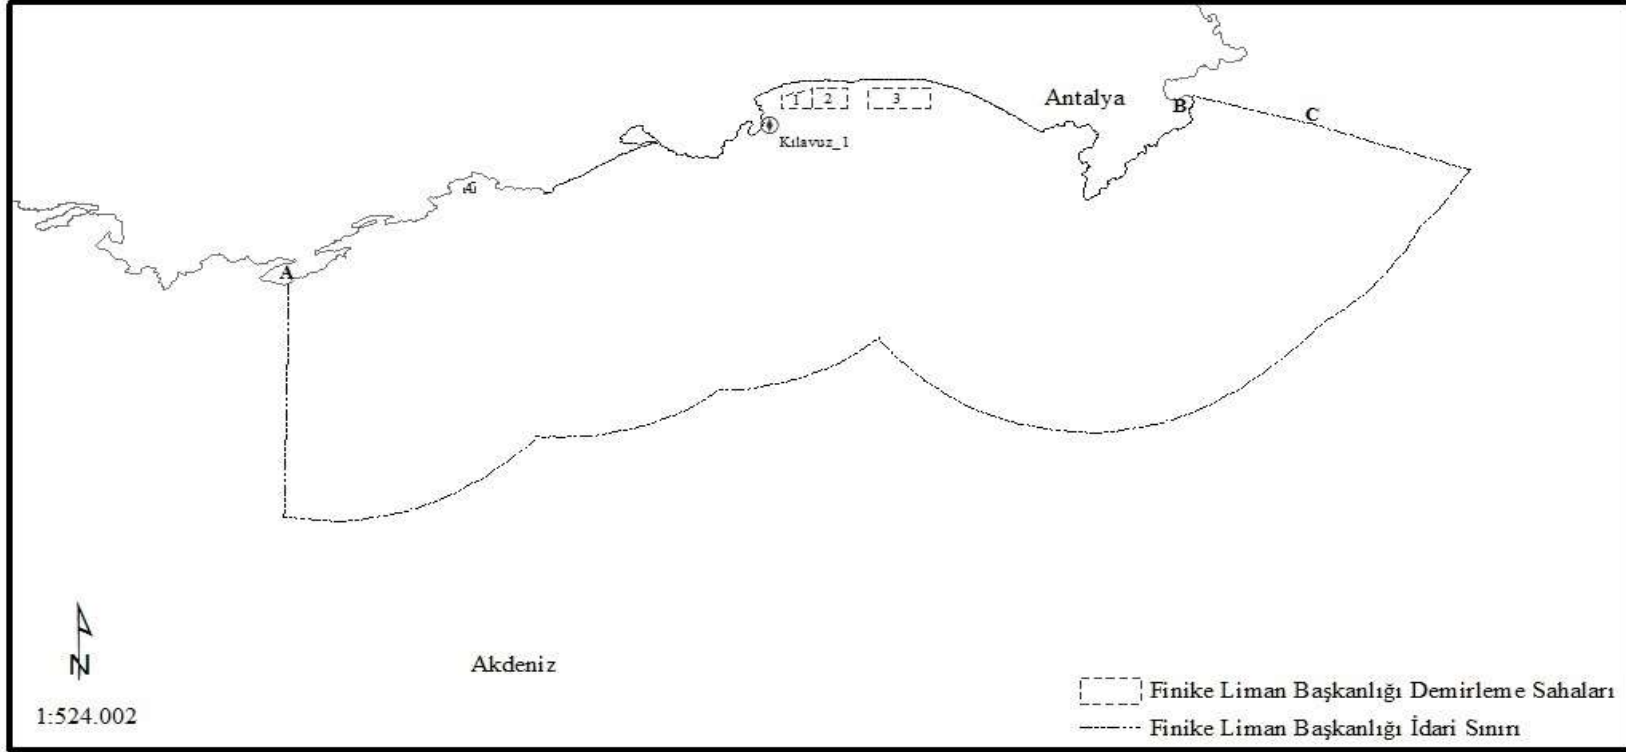 Antalya
B
C
1
2
3
Kılavuz_1
4
A
N
Akdeniz
1:524.002
Finike Liman Başkanlığı Demirleme Sahaları
Finike Liman Başkanlığı İdari Sınırı